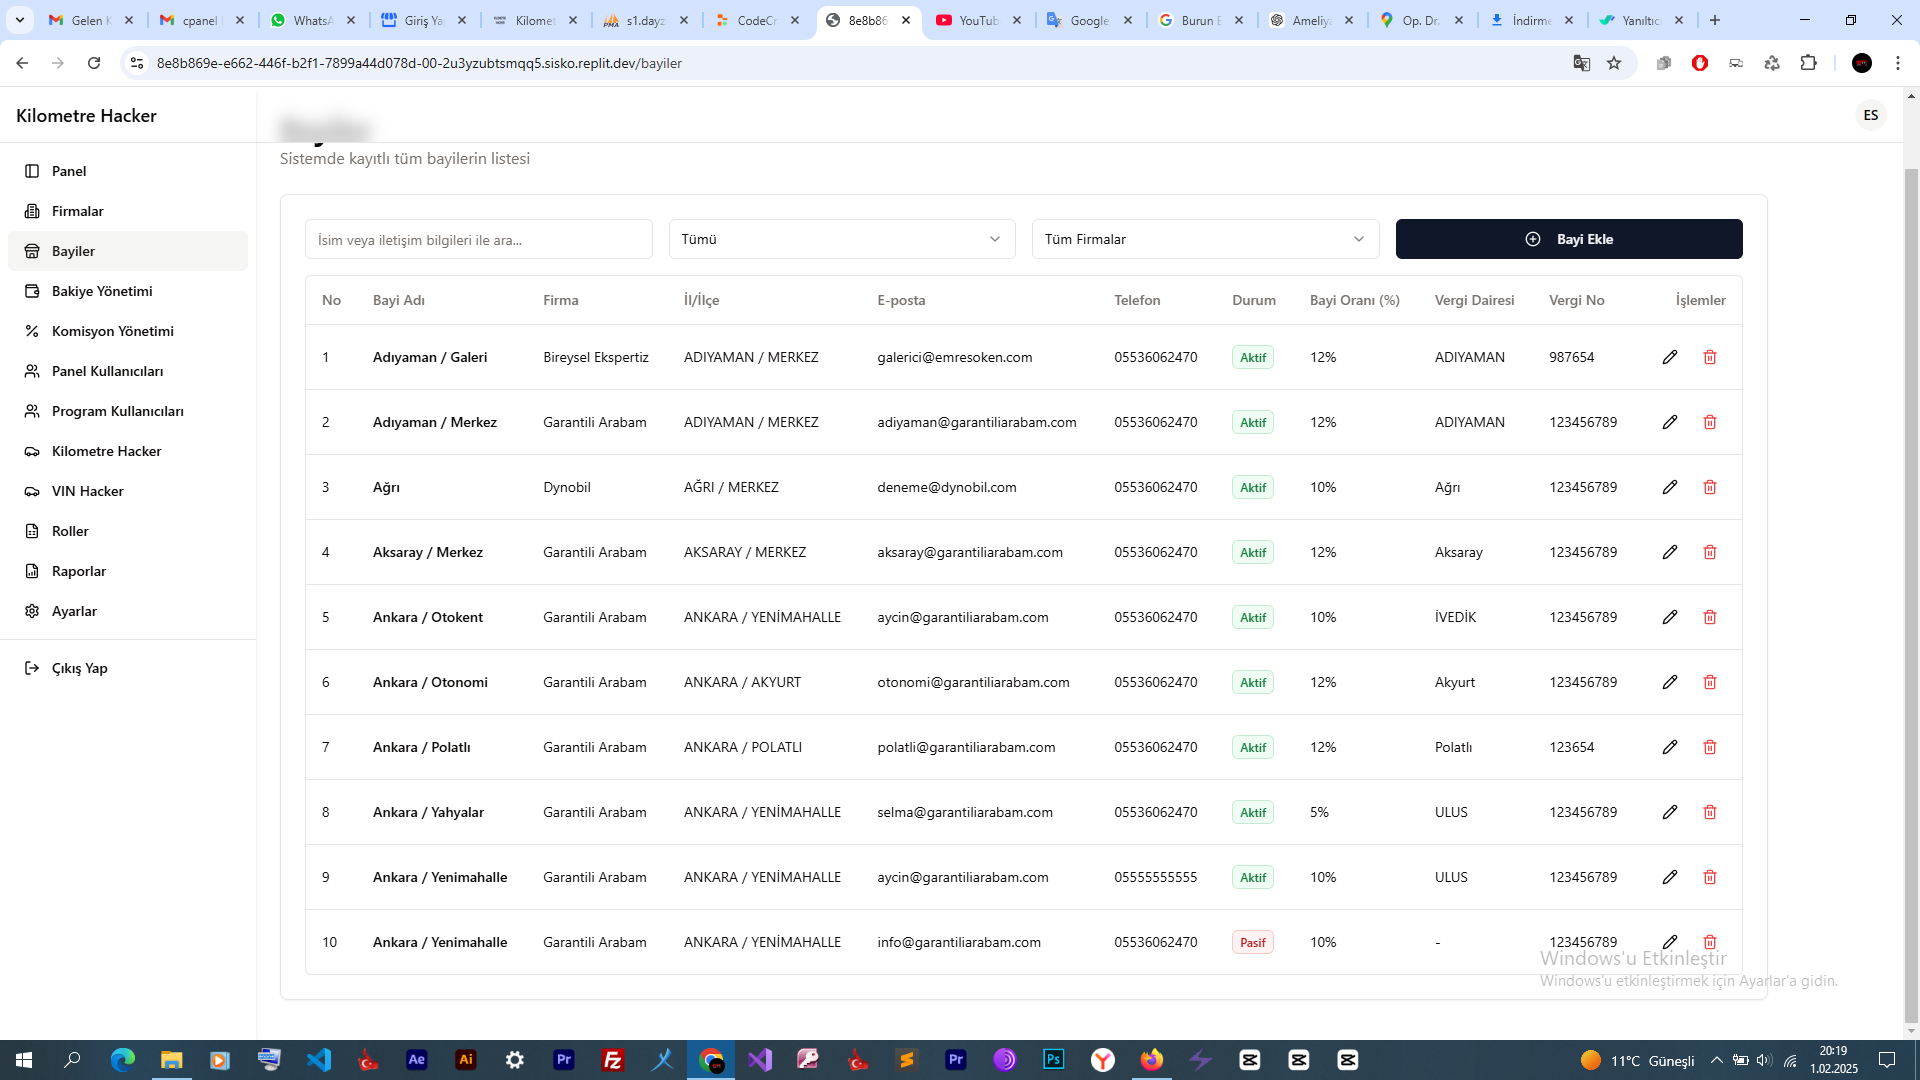 Gelen K
cpanel
WhatsA
Giriş Ya
Kilomet
s1.dayz
CodeCr
8e8b86
YouTub
Google
Burun E
Ameliya
Op. Dr.
İndirme
Yanıltıc
8e8b869e-e662-446f-b2f1-7899a44d078d-00-2u3yzubtsmqq5.sisko.replit.dev/bayiler
Kilometre Hacker
ES
Panel
Firmalar
Bayiler
Bakiye Yönetimi
Komisyon Yönetimi
Panel Kullanıcıları
Program Kullanıcıları
Kilometre Hacker
VIN Hacker
Roller
Raporlar
Ayarlar
Çıkış Yap
Bayiler
Sistemde kayıtlı tüm bayilerin listesi
İsim veya iletişim bilgileri ile ara... Tümü Tüm Firmalar Bayi Ekle
No Bayi Adı Firma İl/İlçe E-posta Telefon Durum Bayi Oranı (%) Vergi Dairesi Vergi No İşlemler
1 Adıyaman / Galeri Bireysel Ekspertiz ADIYAMAN / MERKEZ galerici@emresoken.com 05536062470 Aktif 12% ADIYAMAN 987654
2 Adıyaman / Merkez Garantili Arabam ADIYAMAN / MERKEZ adiyaman@garantiliarabam.com 05536062470 Aktif 12% ADIYAMAN 123456789
3 Ağrı Dynobil AĞRI / MERKEZ deneme@dynobil.com 05536062470 Aktif 10% Ağrı 123456789
4 Aksaray / Merkez Garantili Arabam AKSARAY / MERKEZ aksaray@garantiliarabam.com 05536062470 Aktif 12% Aksaray 123456789
5 Ankara / Otokent Garantili Arabam ANKARA / YENİMAHALLE aycin@garantiliarabam.com 05536062470 Aktif 10% İVEDİK 123456789
6 Ankara / Otonomi Garantili Arabam ANKARA / AKYURT otonomi@garantiliarabam.com 05536062470 Aktif 12% Akyurt 123456789
7 Ankara / Polatlı Garantili Arabam ANKARA / POLATLI polatli@garantiliarabam.com 05536062470 Aktif 12% Polatlı 123654
8 Ankara / Yahyalar Garantili Arabam ANKARA / YENİMAHALLE selma@garantiliarabam.com 05536062470 Aktif 5% ULUS 123456789
9 Ankara / Yenimahalle Garantili Arabam ANKARA / YENİMAHALLE aycin@garantiliarabam.com 05555555555 Aktif 10% ULUS 123456789
10 Ankara / Yenimahalle Garantili Arabam ANKARA / YENİMAHALLE info@garantiliarabam.com 05536062470 Pasif 10% - 123456789
Windows'u Etkinleştir
Windows'u etkinleştirmek için Ayarlar'a gidin.
Ae Ai Pr Fz Pr Ps Y
11°C Güneşli
20:19
1.02.2025